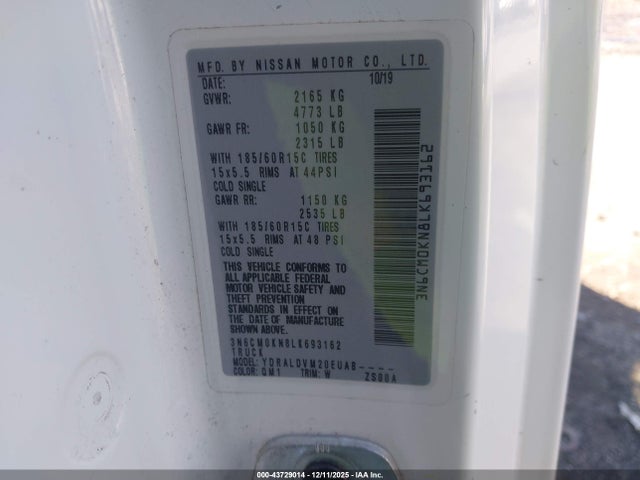 MFD. BY NISSAN MOTOR CO., LTD.
DATE: 10/19
GVWR: 2165 KG
4773 LB
GAWR FR: 1050 KG
2315 LB
WITH 185/60R15C TIRES
15x5.5 RIMS AT 44PSI
COLD SINGLE
GAWR RR: 1150 KG
2535 LB
WITH 185/60R15C TIRES
15x5.5 RIMS AT 48 PSI
COLD SINGLE
THIS VEHICLE CONFORMS TO
ALL APPLICABLE FEDERAL
MOTOR VEHICLE SAFETY AND
THEFT PREVENTION
STANDARDS IN EFFECT ON
THE DATE OF MANUFACTURE
SHOWN ABOVE.
3N6CM0KN8LK693162
TRUCK
MODEL: YDRALDVM20EUAB----
COLOR: QM1 TRIM: W ZS00A
3N6CM0KN8LK693162
000-43729014 - 12/11/2025 - IAA Inc.